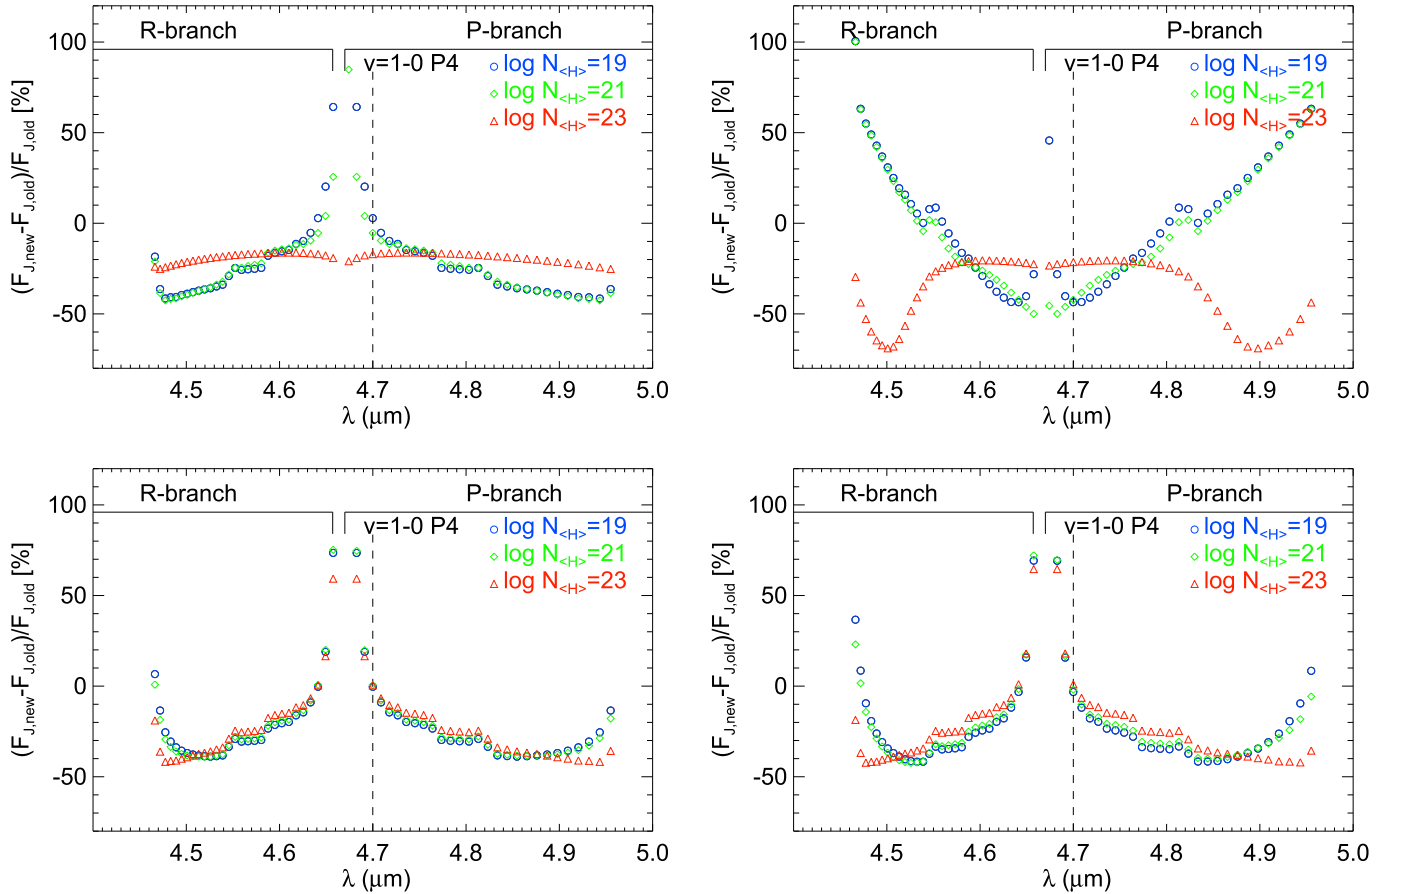 R-branch P-branch
v=1-0 P4
log N<H>=19
log N<H>=21
log N<H>=23
(FJ,new-FJ,old)/FJ,old [%]
100
50
0
-50
4.5 4.6 4.7 4.8 4.9 5.0
λ (μm)
R-branch P-branch
v=1-0 P4
log N<H>=19
log N<H>=21
log N<H>=23
(FJ,new-FJ,old)/FJ,old [%]
100
50
0
-50
4.5 4.6 4.7 4.8 4.9 5.0
λ (μm)
R-branch P-branch
v=1-0 P4
log N<H>=19
log N<H>=21
log N<H>=23
(FJ,new-FJ,old)/FJ,old [%]
100
50
0
-50
4.5 4.6 4.7 4.8 4.9 5.0
λ (μm)
R-branch P-branch
v=1-0 P4
log N<H>=19
log N<H>=21
log N<H>=23
(FJ,new-FJ,old)/FJ,old [%]
100
50
0
-50
4.5 4.6 4.7 4.8 4.9 5.0
λ (μm)